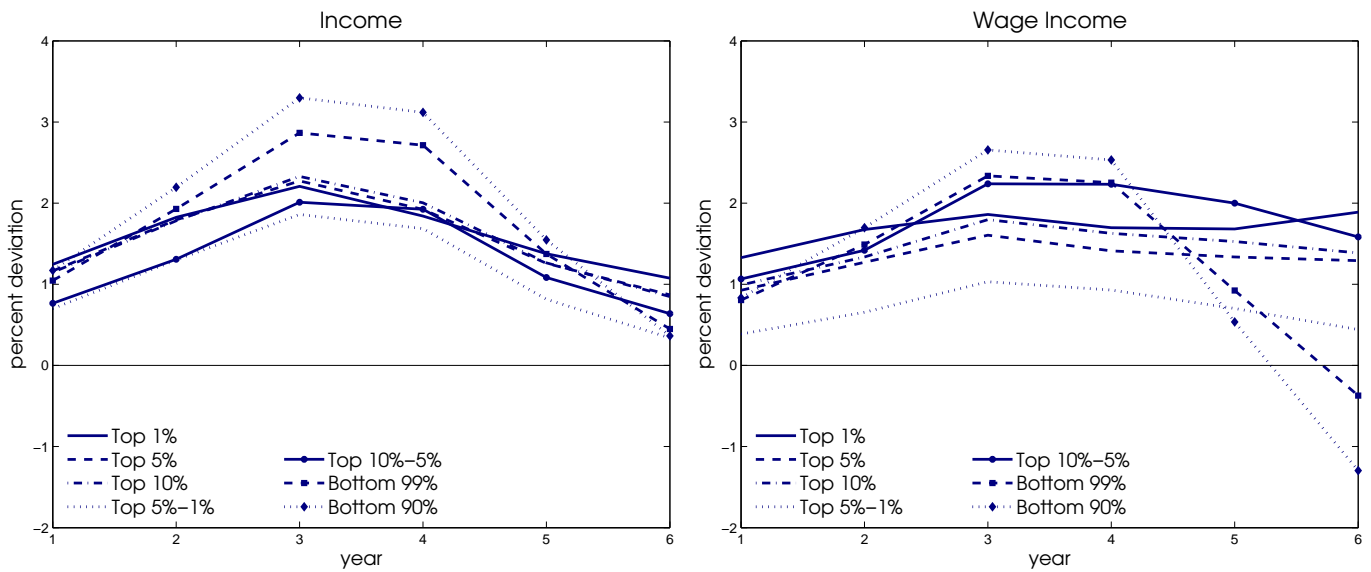 Income
percent deviation
4
3
2
1
0
−1
−2
1 2 3 4 5 6
year
Top 1%
Top 5%
Top 10%
Top 5%−1%
Top 10%−5%
Bottom 99%
Bottom 90%
Wage Income
percent deviation
4
3
2
1
0
−1
−2
1 2 3 4 5 6
year
Top 1%
Top 5%
Top 10%
Top 5%−1%
Top 10%−5%
Bottom 99%
Bottom 90%